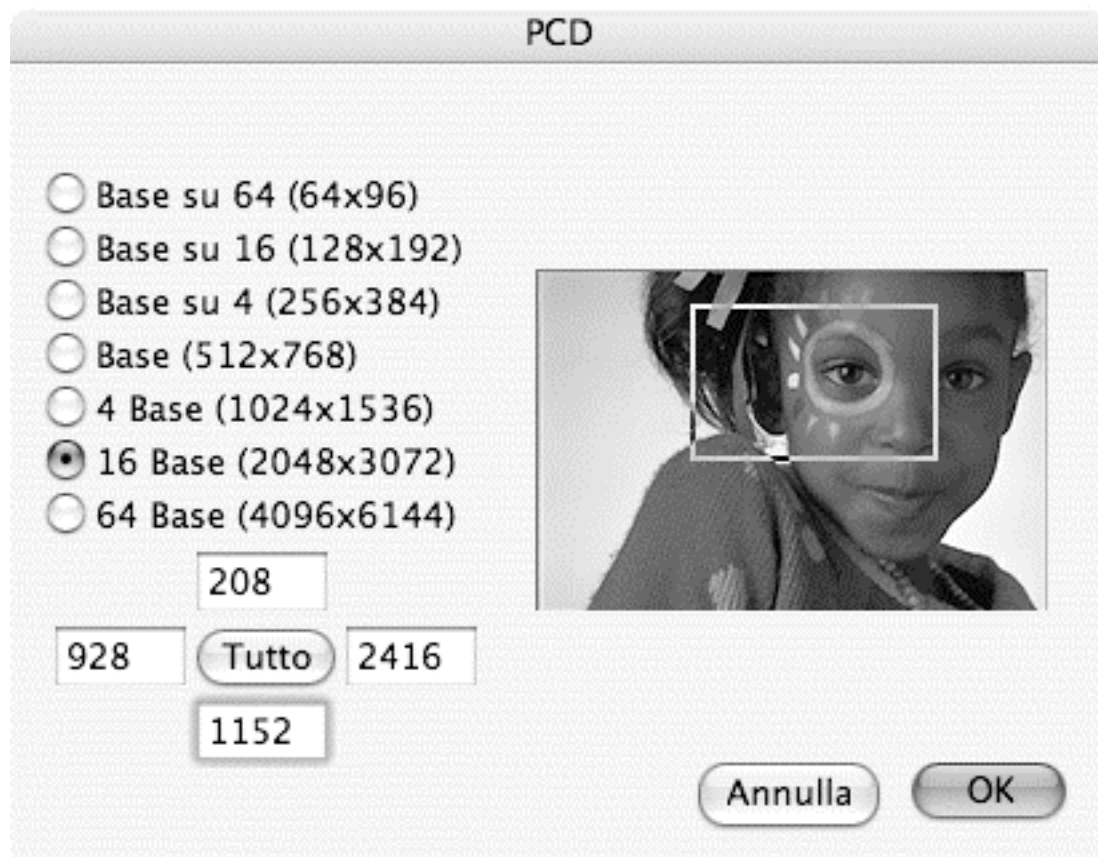 PCD
Base su 64 (64x96)
Base su 16 (128x192)
Base su 4 (256x384)
Base (512x768)
4 Base (1024x1536)
16 Base (2048x3072)
64 Base (4096x6144)
208
928 Tutto 2416
1152
Annulla OK